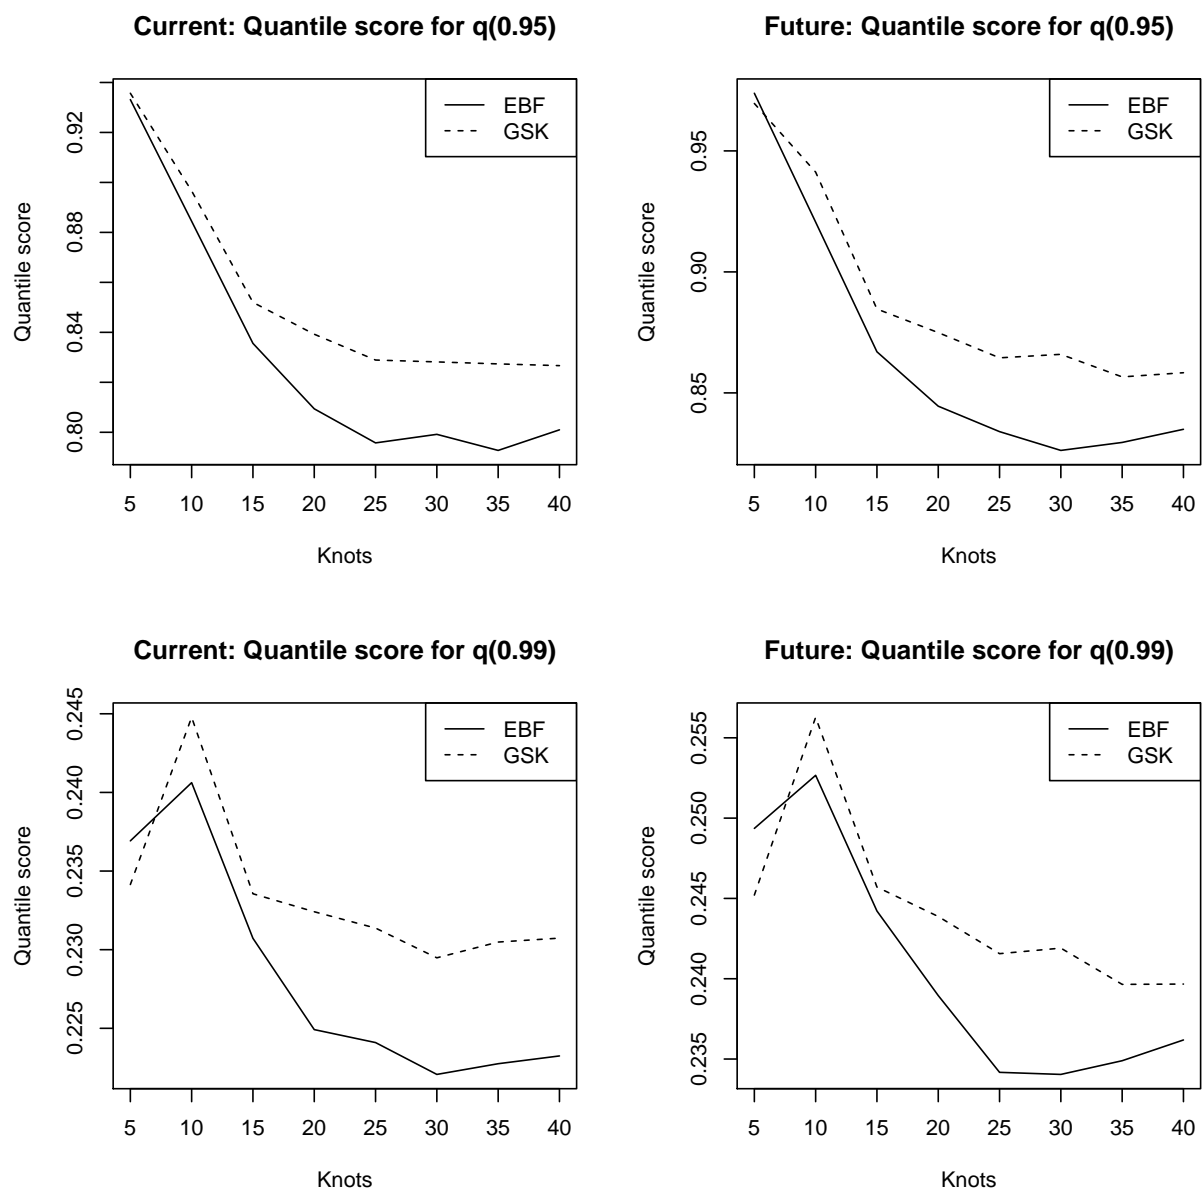 Current: Quantile score for q(0.95)
EBF
GSK
Quantile score
0.92
0.88
0.84
0.80
5 10 15 20 25 30 35 40
Knots
Future: Quantile score for q(0.95)
EBF
GSK
Quantile score
0.95
0.90
0.85
5 10 15 20 25 30 35 40
Knots
Current: Quantile score for q(0.99)
EBF
GSK
Quantile score
0.245
0.240
0.235
0.230
0.225
5 10 15 20 25 30 35 40
Knots
Future: Quantile score for q(0.99)
EBF
GSK
Quantile score
0.255
0.250
0.245
0.240
0.235
5 10 15 20 25 30 35 40
Knots